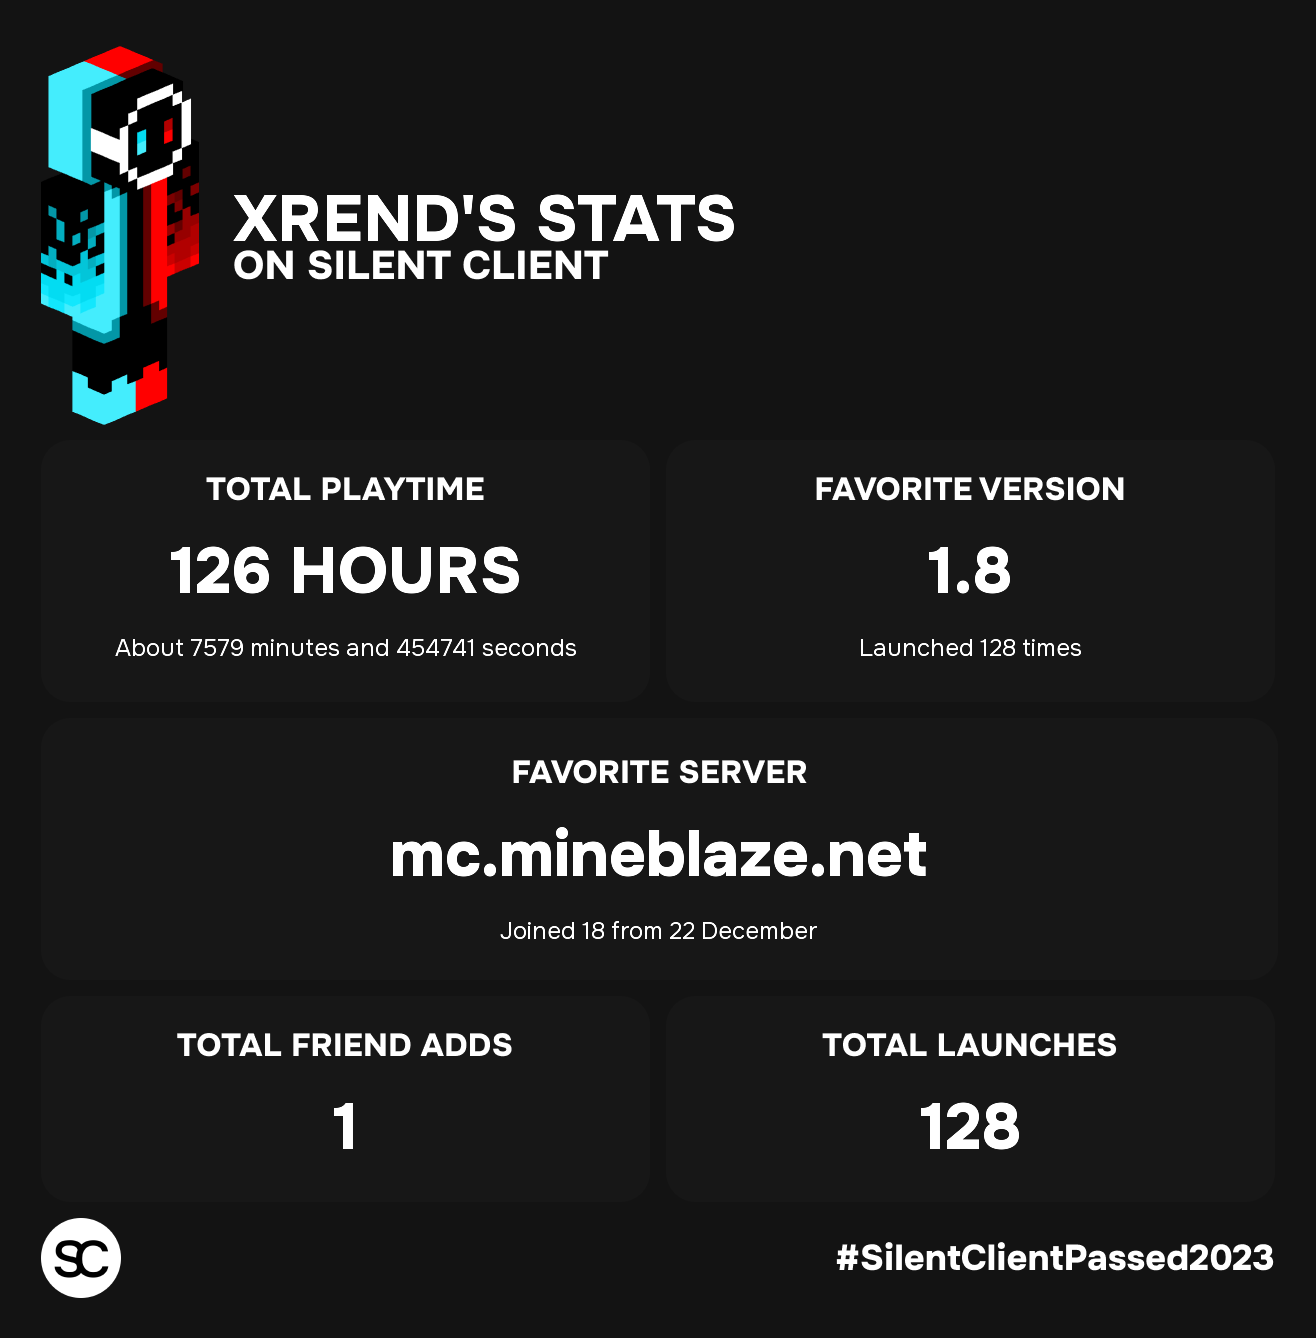 XREND'S STATS
ON SILENT CLIENT
TOTAL PLAYTIME
126 HOURS
About 7579 minutes and 454741 seconds
FAVORITE VERSION
1.8
Launched 128 times
FAVORITE SERVER
mc.mineblaze.net
Joined 18 from 22 December
TOTAL FRIEND ADDS
1
TOTAL LAUNCHES
128
SC
#SilentClientPassed2023